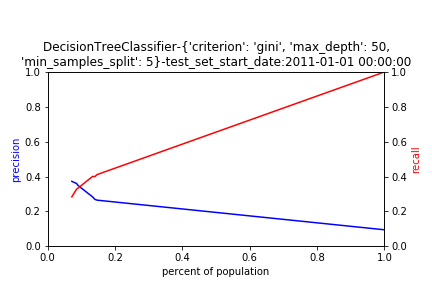 DecisionTreeClassifier-{'criterion': 'gini', 'max_depth': 50,
'min_samples_split': 5}-test_set_start_date:2011-01-01 00:00:00
1.0
0.8
0.6
0.4
0.2
0.0
precision
1.0
0.8
0.6
0.4
0.2
0.0
recall
0.0 0.2 0.4 0.6 0.8 1.0
percent of population